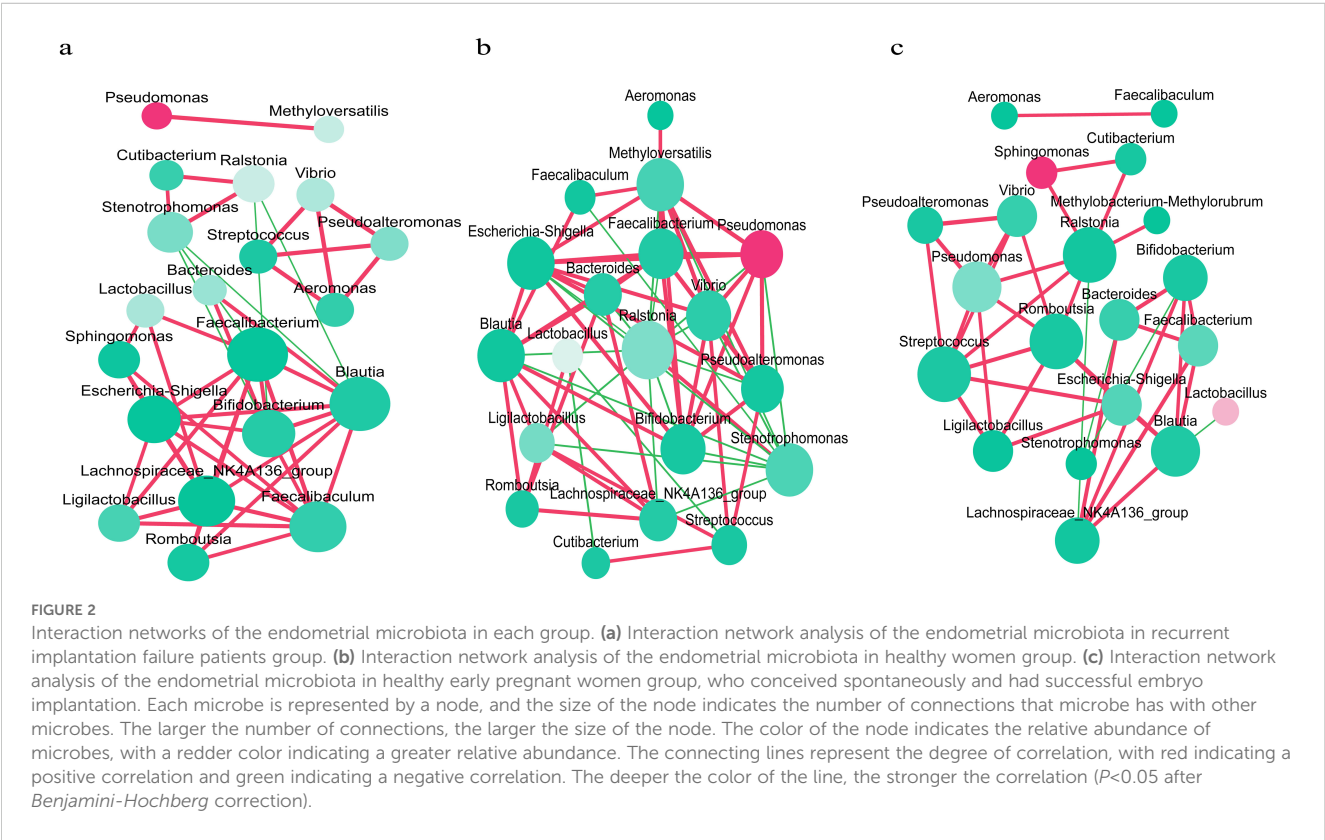 a
b
c
Pseudomonas
Methyloversatilis
Cutibacterium
Ralstonia
Vibrio
Stenotrophomonas
Streptococcus
Pseudoalteromonas
Bacteroides
Lactobacillus
Aeromonas
Faecalibacterium
Sphingomonas
Blautia
Escherichia-Shigella
Bifidobacterium
Lachnospiraceae_NK4A136_group
Ligilactobacillus
Faecalibaculum
Romboutsia
Aeromonas
Methyloversatilis
Faecalibaculum
Escherichia-Shigella
Faecalibacterium
Pseudomonas
Bacteroides
Vibrio
Blautia
Lactobacillus
Ralstonia
Pseudoalteromonas
Ligilactobacillus
Bifidobacterium
Stenotrophomonas
Romboutsia
Lachnospiraceae_NK4A136_group
Streptococcus
Cutibacterium
Aeromonas
Faecalibaculum
Cutibacterium
Sphingomonas
Vibrio
Pseudoalteromonas
Methylobacterium-Methylorubrum
Ralstonia
Bifidobacterium
Pseudomonas
Bacteroides
Romboutsia
Faecalibacterium
Streptococcus
Escherichia-Shigella
Lactobacillus
Ligilactobacillus
Blautia
Stenotrophomonas
Lachnospiraceae_NK4A136_group
FIGURE 2
Interaction networks of the endometrial microbiota in each group. (a) Interaction network analysis of the endometrial microbiota in recurrent
implantation failure patients group. (b) Interaction network analysis of the endometrial microbiota in healthy women group. (c) Interaction network
analysis of the endometrial microbiota in healthy early pregnant women group, who conceived spontaneously and had successful embryo
implantation. Each microbe is represented by a node, and the size of the node indicates the number of connections that microbe has with other
microbes. The larger the number of connections, the larger the size of the node. The color of the node indicates the relative abundance of
microbes, with a redder color indicating a greater relative abundance. The connecting lines represent the degree of correlation, with red indicating a
positive correlation and green indicating a negative correlation. The deeper the color of the line, the stronger the correlation (P<0.05 after
Benjamini-Hochberg correction).